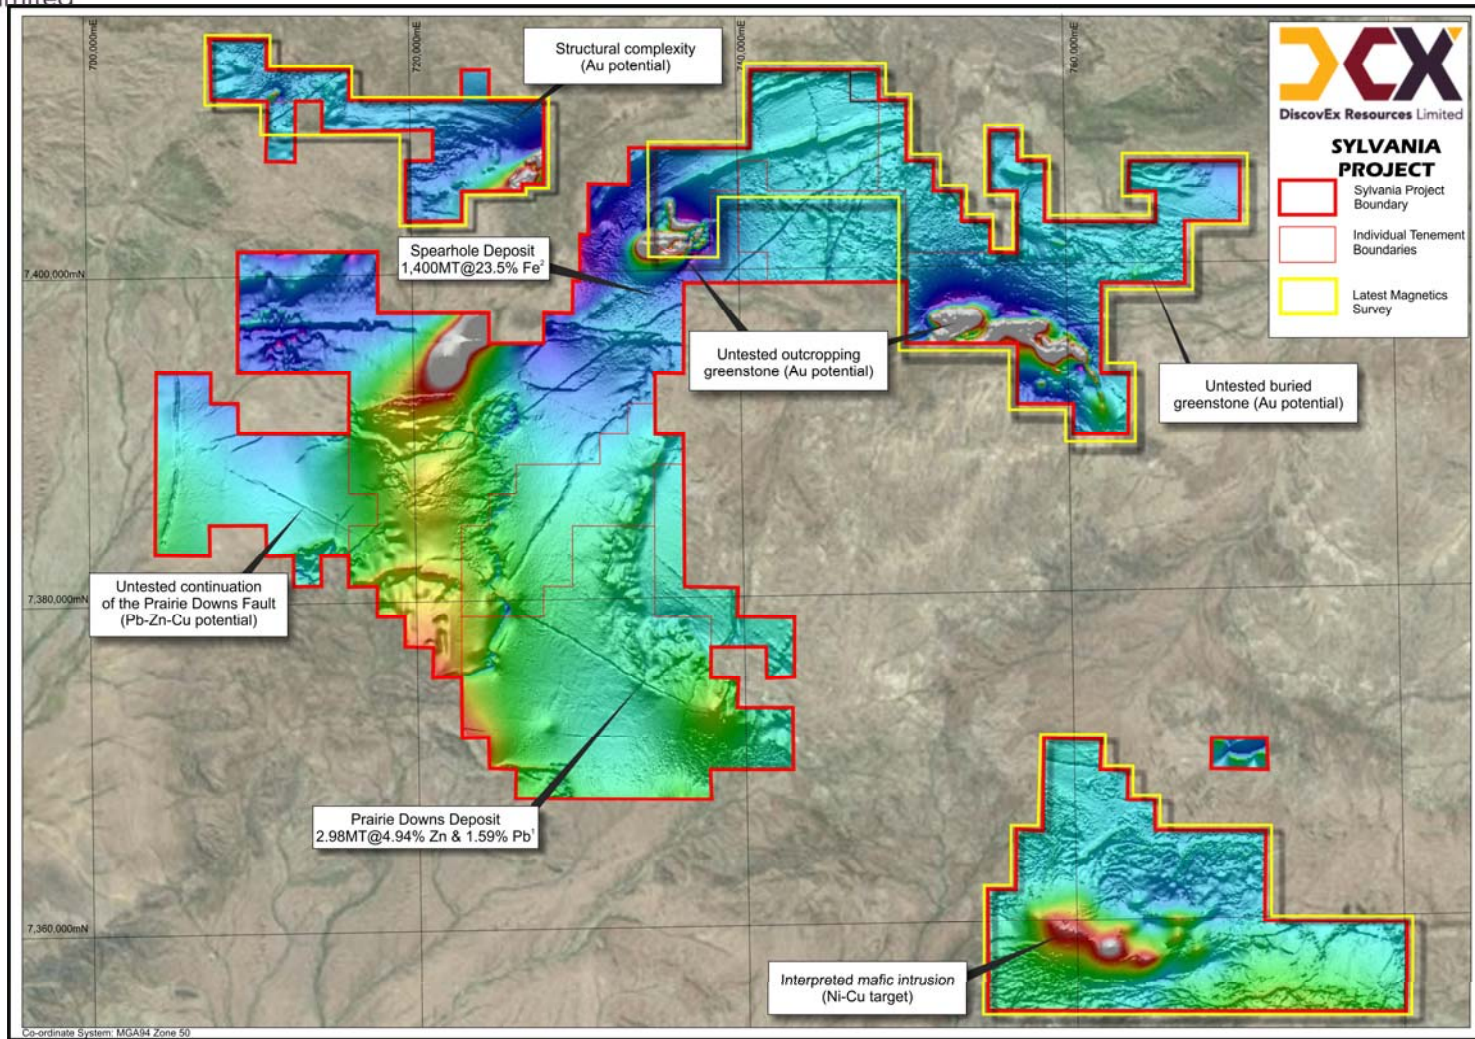 700,000mE
720,000mE
740,000mE
760,000mE
Structural complexity
(Au potential)
DCX
DiscovEx Resources Limited
SYLVANIA
PROJECT
Sylvania Project
Boundary
Individual Tenement
Boundaries
Latest Magnetics
Survey
Spearhole Deposit
1,400MT@23.5% Fe²
7,400,000mN
Untested outcropping
greenstone (Au potential)
Untested buried
greenstone (Au potential)
Untested continuation
of the Prairie Downs Fault
(Pb-Zn-Cu potential)
7,380,000mN
Prairie Downs Deposit
2.98MT@4.94% Zn & 1.59% Pb¹
7,360,000mN
Interpreted mafic intrusion
(Ni-Cu target)
Co-ordinate System: MGA94 Zone 50